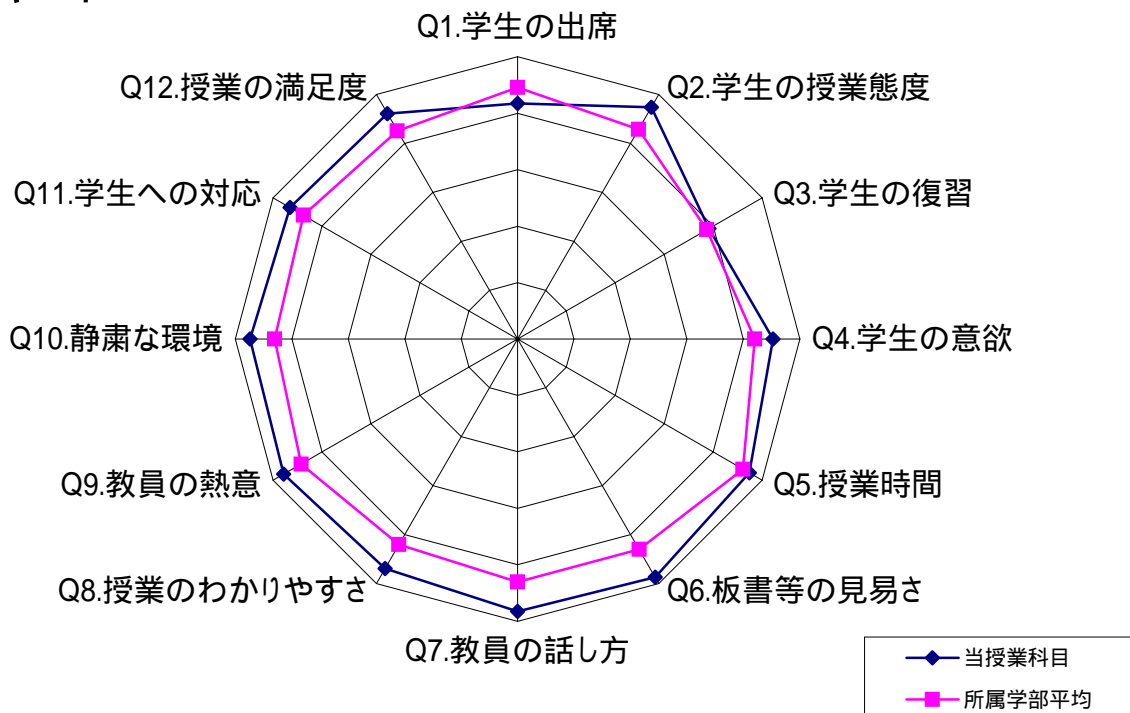 Q1.学生の出席
Q2.学生の授業態度
Q3.学生の復習
Q4.学生の意欲
Q5.授業時間
Q6.板書等の見易さ
Q7.教員の話し方
Q8.授業のわかりやすさ
Q9.教員の熱意
Q10.静粛な環境
Q11.学生への対応
Q12.授業の満足度
当授業科目
所属学部平均